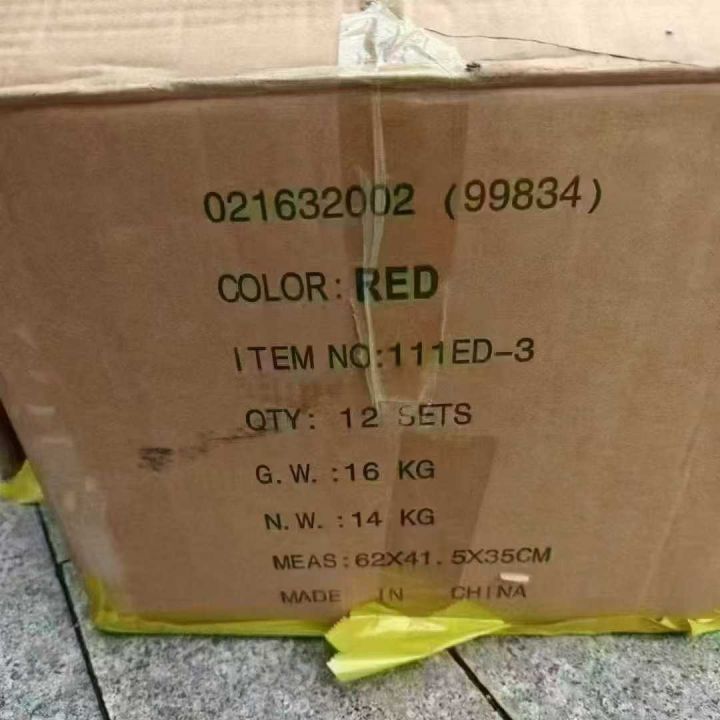 021632002 (99834)
COLOR: RED
ITEM NO:111ED-3
QTY: 12 SETS
G.W.:16 KG
N.W.:14 KG
MEAS:62X41.5X35CM
MADE IN CHINA